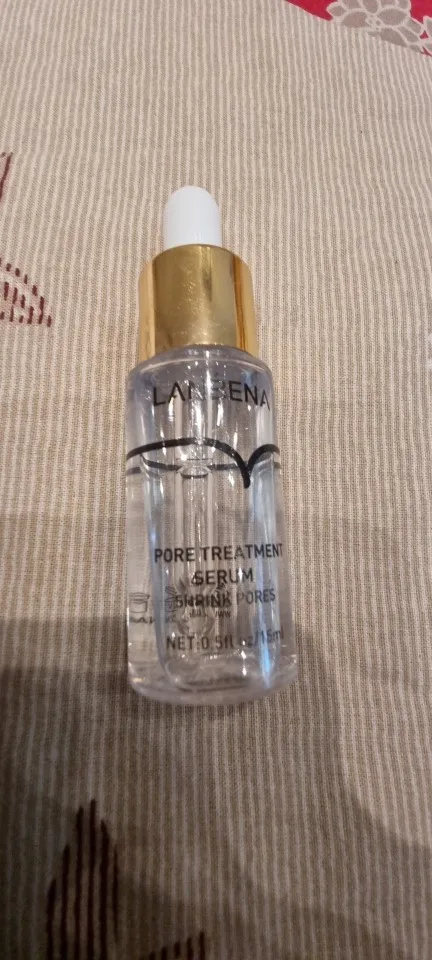 LANBENA
PORE TREATMENT
SERUM
SHRINK PORES
NET:0.5fl.oz/15ml